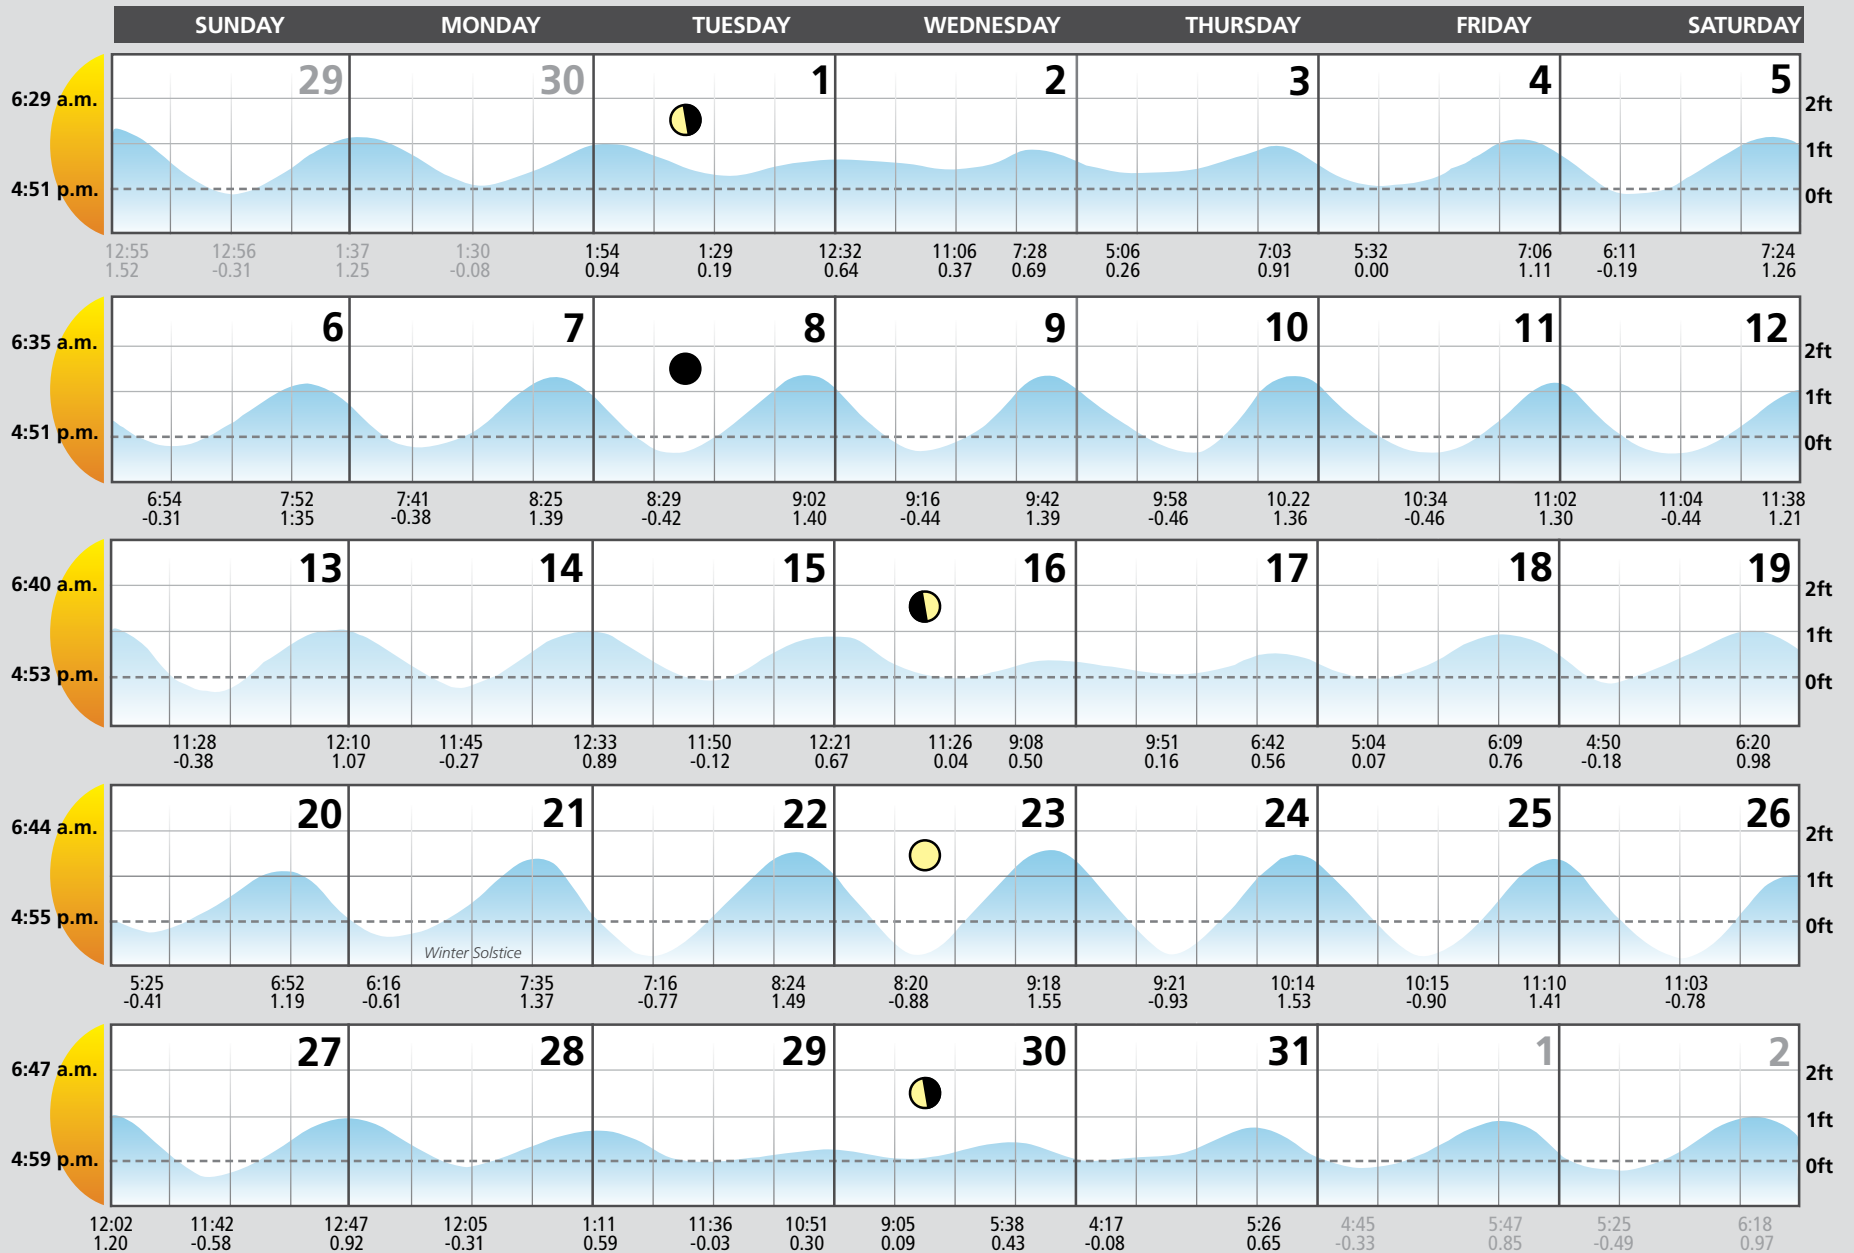 SUNDAY MONDAY TUESDAY WEDNESDAY THURSDAY FRIDAY SATURDAY
29 30 1 2 3 4 5
6:29 a.m. 2ft
1ft
4:51 p.m. 0ft
12:55 12:56 1:37 1:30 1:54 1:29 12:32 11:06 7:28 5:06 7:03 5:32 7:06 6:11 7:24
1.52 -0.31 1.25 -0.08 0.94 0.19 0.64 0.37 0.69 0.26 0.91 0.00 1.11 -0.19 1.26
6 7 8 9 10 11 12
6:35 a.m. 2ft
1ft
4:51 p.m. 0ft
6:54 7:52 7:41 8:25 8:29 9:02 9:16 9:42 9:58 10.22 10:34 11:02 11:04 11:38
-0.31 1:35 -0.38 1.39 -0.42 1.40 -0.44 1.39 -0.46 1.36 -0.46 1.30 -0.44 1.21
13 14 15 16 17 18 19
6:40 a.m. 2ft
1ft
4:53 p.m. 0ft
11:28 12:10 11:45 12:33 11:50 12:21 11:26 9:08 9:51 6:42 5:04 6:09 4:50 6:20
-0.38 1.07 -0.27 0.89 -0.12 0.67 0.04 0.50 0.16 0.56 0.07 0.76 -0.18 0.98
20 21 22 23 24 25 26
6:44 a.m. 2ft
1ft
4:55 p.m. 0ft
Winter Solstice
5:25 6:52 6:16 7:35 7:16 8:24 8:20 9:18 9:21 10:14 10:15 11:10 11:03
-0.41 1.19 -0.61 1.37 -0.77 1.49 -0.88 1.55 -0.93 1.53 -0.90 1.41 -0.78
27 28 29 30 31 1 2
6:47 a.m. 2ft
1ft
4:59 p.m. 0ft
12:02 11:42 12:47 12:05 1:11 11:36 10:51 9:05 5:38 4:17 5:26 4:45 5:47 5:25 6:18
1.20 -0.58 0.92 -0.31 0.59 -0.03 0.30 0.09 0.43 -0.08 0.65 -0.33 0.85 -0.49 0.97